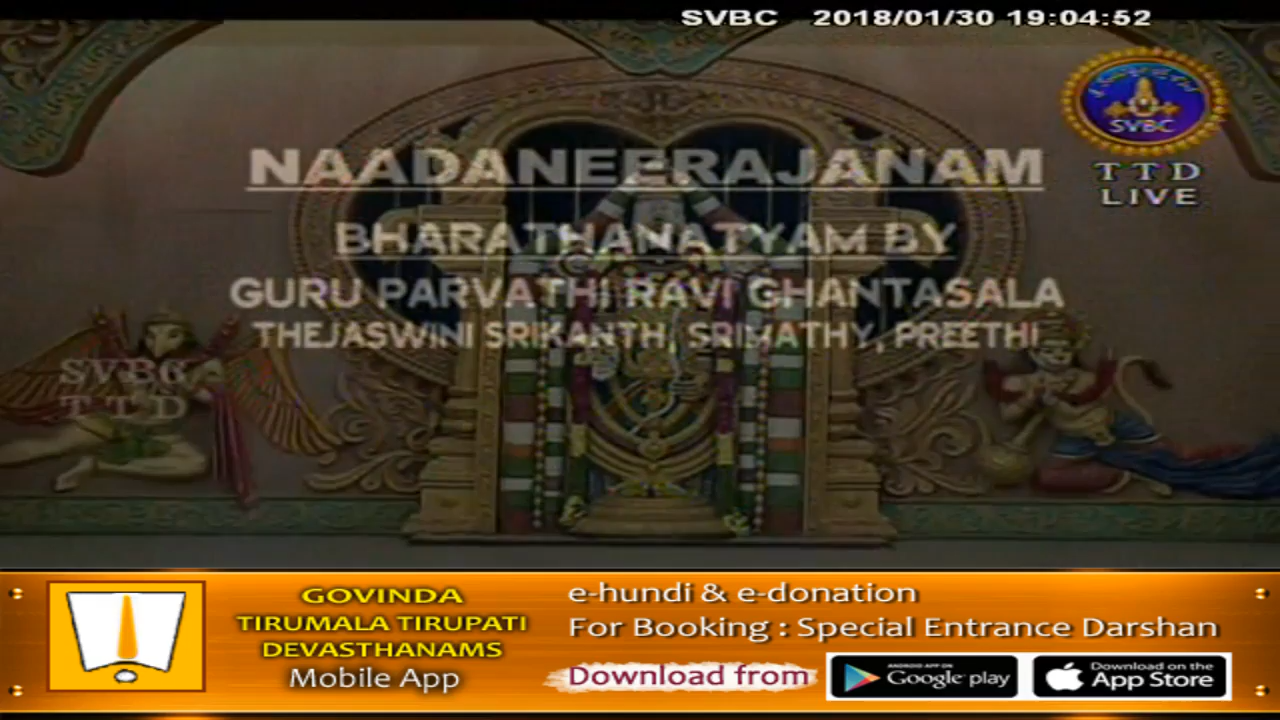 SVBC 2018/01/30 19:04:52
SVBC
TTD
LIVE
NAADANEERAJANAM
BHARATHANATYAM BY
GURU PARVATHI RAVI GHANTASALA
THEJASWINI SRIKANTH, SRIMATHY, PREETHI
SVBC
TTD
GOVINDA
TIRUMALA TIRUPATI
DEVASTHANAMS
Mobile App
e-hundi & e-donation
For Booking : Special Entrance Darshan
Download from
ANDROID APP ON
Google play
Download on the
App Store